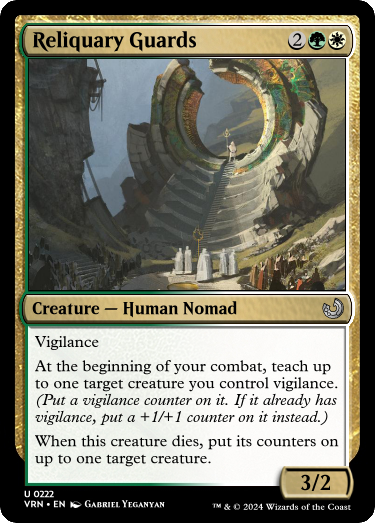 Reliquary Guards 2
Creature — Human Nomad
Vigilance
At the beginning of your combat, teach up
to one target creature you control vigilance.
(Put a vigilance counter on it. If it already has
vigilance, put a +1/+1 counter on it instead.)
When this creature dies, put its counters on
up to one target creature.
3/2
U 0222
VRN • EN Gabriel Yeganyan
™ & © 2024 Wizards of the Coast